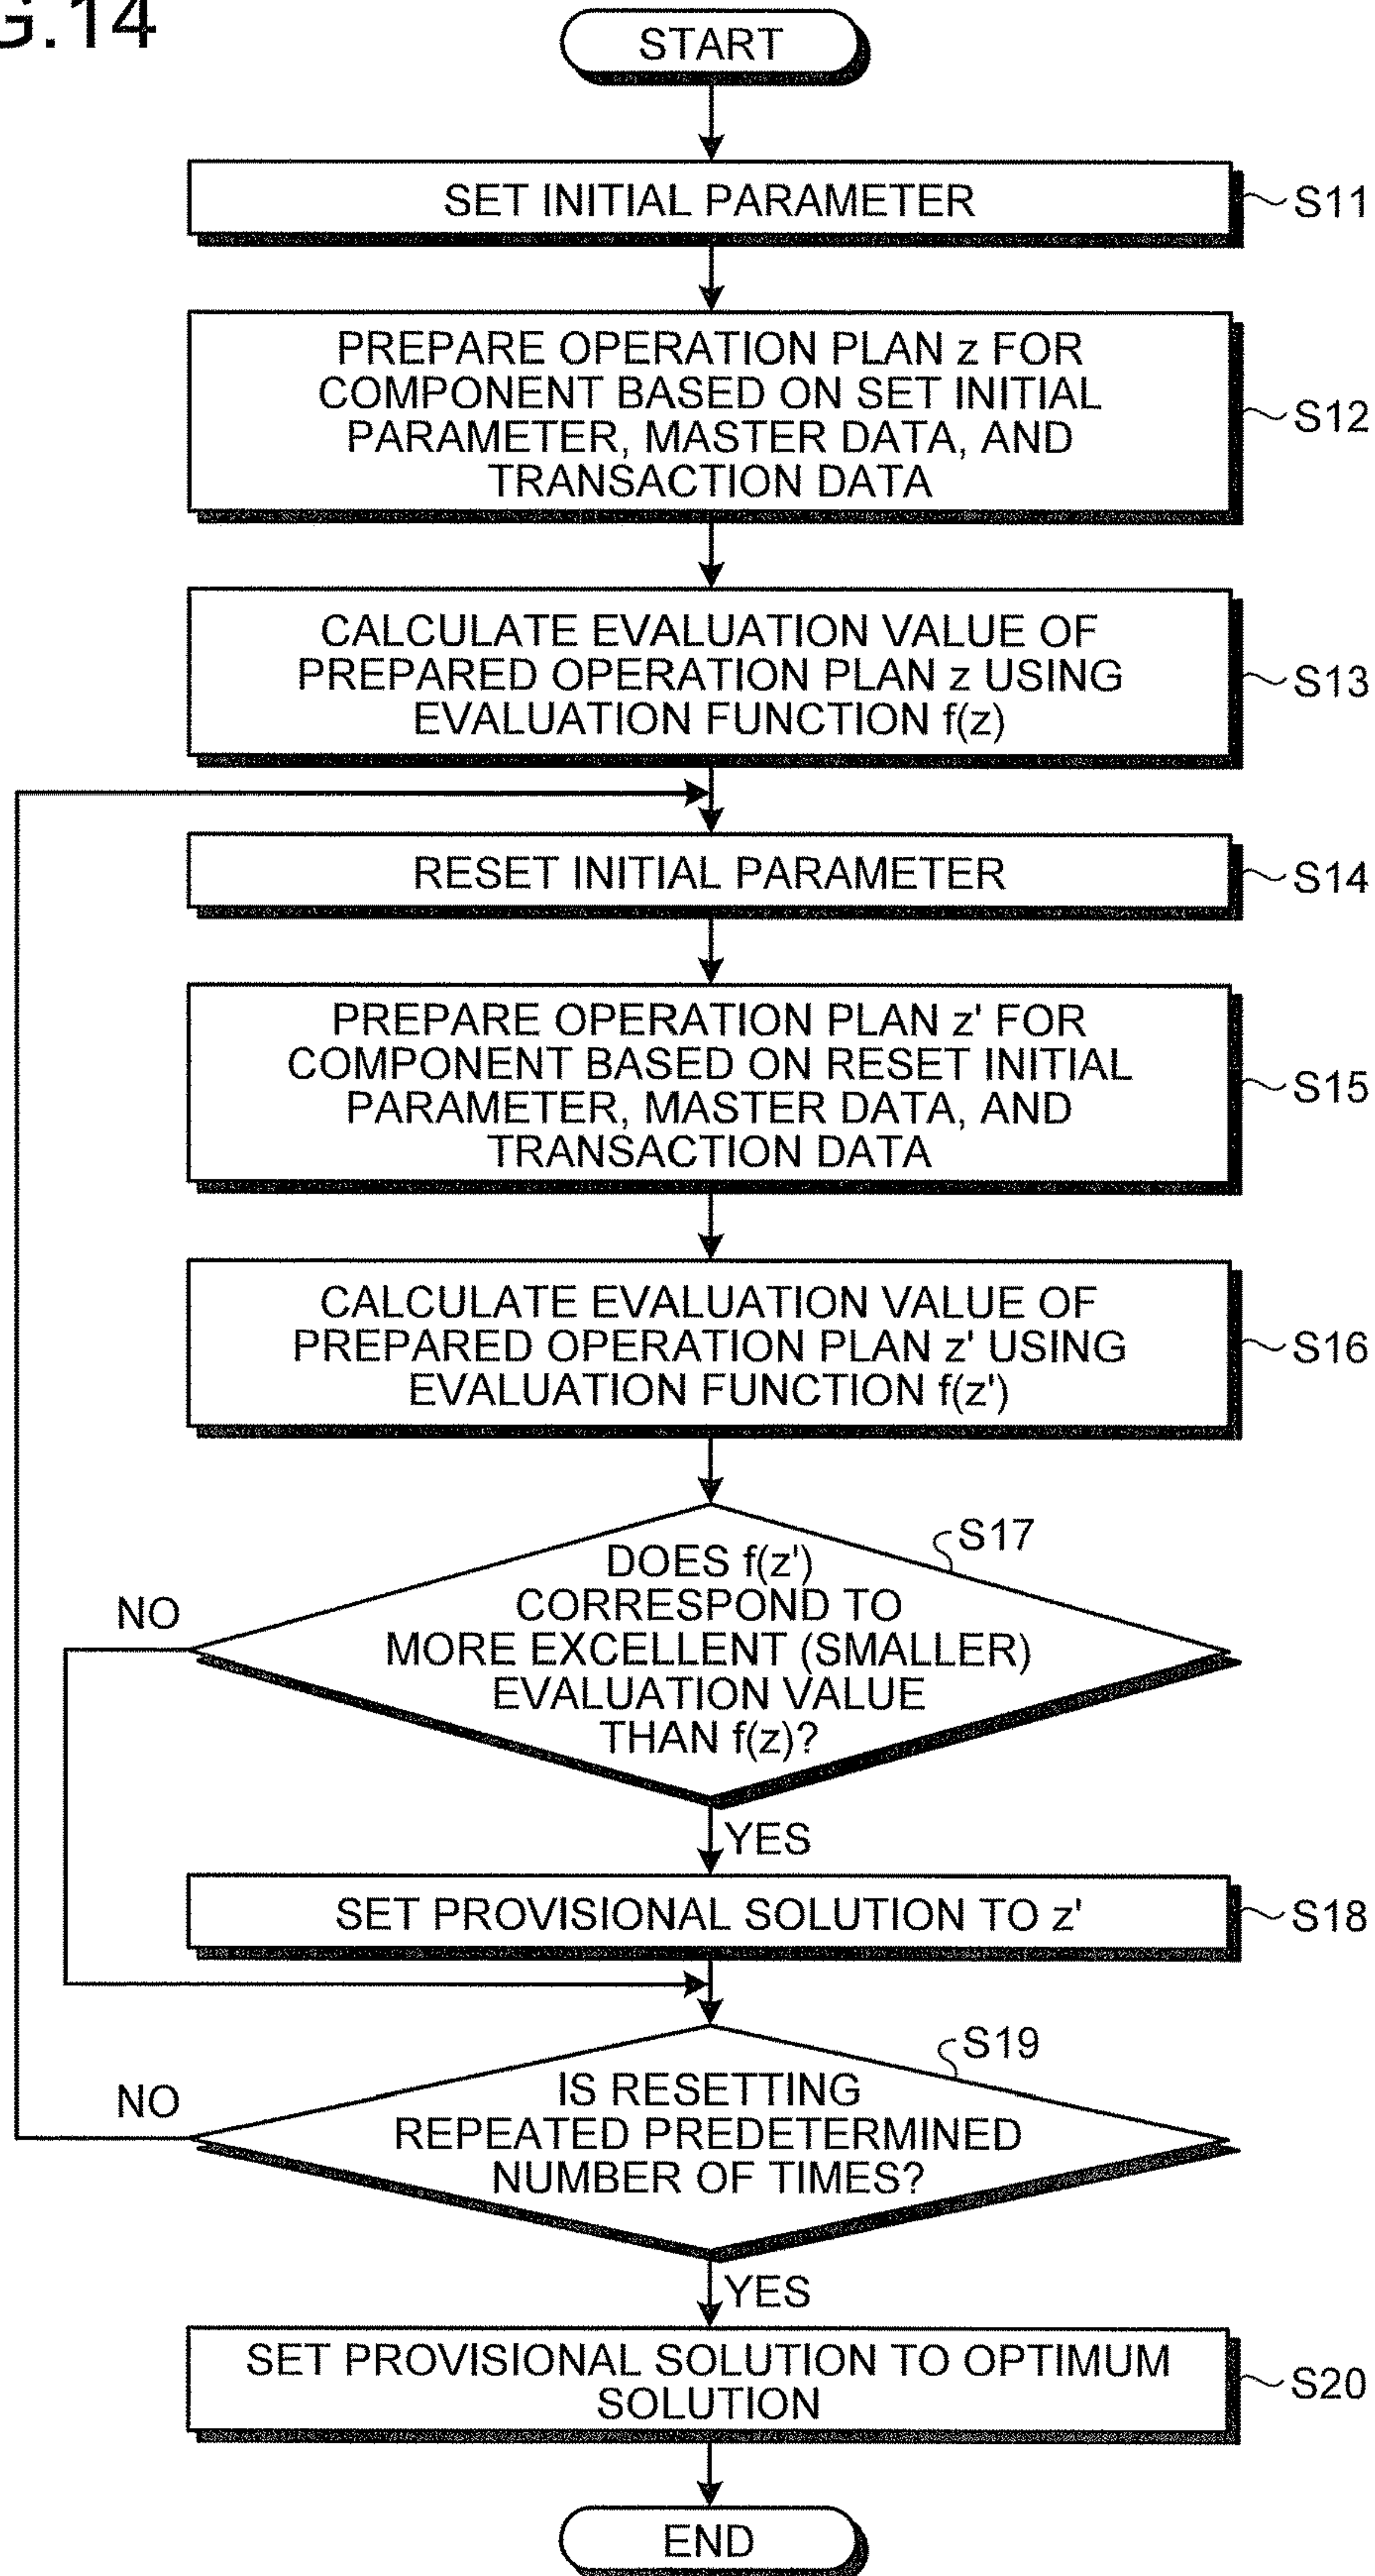 G.14
START
SET INITIAL PARAMETER
S11
PREPARE OPERATION PLAN z FOR
COMPONENT BASED ON SET INITIAL
PARAMETER, MASTER DATA, AND
TRANSACTION DATA
S12
CALCULATE EVALUATION VALUE OF
PREPARED OPERATION PLAN z USING
EVALUATION FUNCTION f(z)
S13
RESET INITIAL PARAMETER
S14
PREPARE OPERATION PLAN z' FOR
COMPONENT BASED ON RESET INITIAL
PARAMETER, MASTER DATA, AND
TRANSACTION DATA
S15
CALCULATE EVALUATION VALUE OF
PREPARED OPERATION PLAN z' USING
EVALUATION FUNCTION f(z')
S16
S17
DOES f(z')
CORRESPOND TO
MORE EXCELLENT (SMALLER)
EVALUATION VALUE
THAN f(z)?
NO
YES
SET PROVISIONAL SOLUTION TO z'
S18
S19
IS RESETTING
REPEATED PREDETERMINED
NUMBER OF TIMES?
NO
YES
SET PROVISIONAL SOLUTION TO OPTIMUM
SOLUTION
S20
END